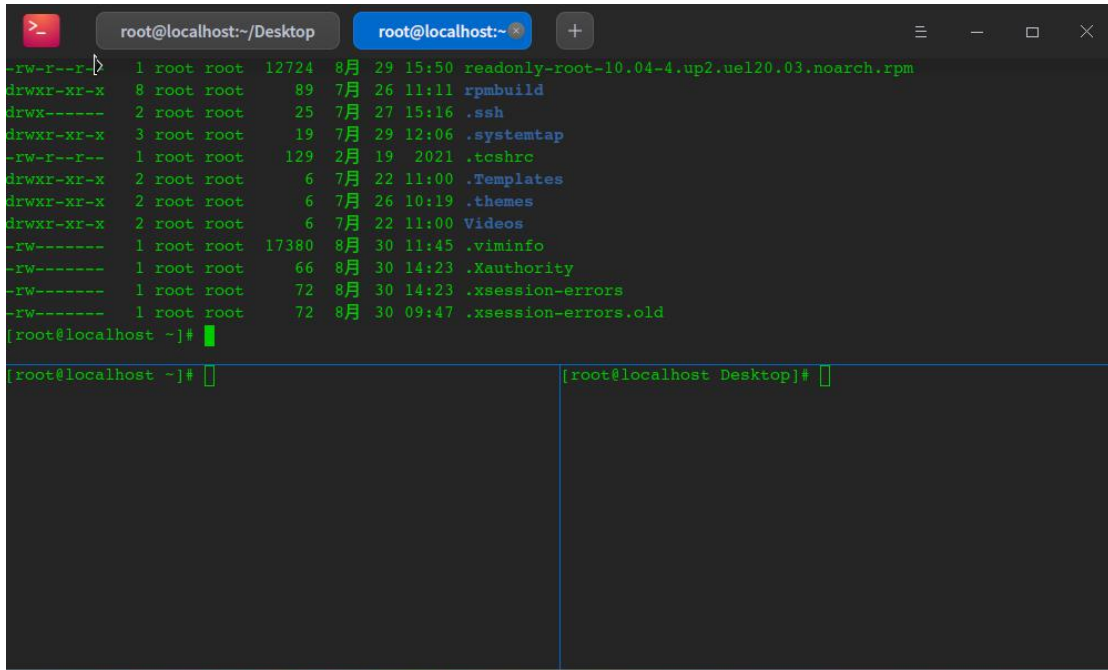 >_ root@localhost:~/Desktop root@localhost:~ +
-rw-r--r-- 1 root root 12724 8月 29 15:50 readonly-root-10.04-4.up2.uel20.03.noarch.rpm
drwxr-xr-x 8 root root 89 7月 26 11:11 rpmbuild
drwx------ 2 root root 25 7月 27 15:16 .ssh
drwxr-xr-x 3 root root 19 7月 29 12:06 .systemtap
-rw-r--r-- 1 root root 129 2月 19 2021 .tcshrc
drwxr-xr-x 2 root root 6 7月 22 11:00 .Templates
drwxr-xr-x 2 root root 6 7月 26 10:19 .themes
drwxr-xr-x 2 root root 6 7月 22 11:00 Videos
-rw------- 1 root root 17380 8月 30 11:45 .viminfo
-rw------- 1 root root 66 8月 30 14:23 .Xauthority
-rw------- 1 root root 72 8月 30 14:23 .xsession-errors
-rw------- 1 root root 72 8月 30 09:47 .xsession-errors.old
[root@localhost ~]#
[root@localhost ~]#
[root@localhost Desktop]#